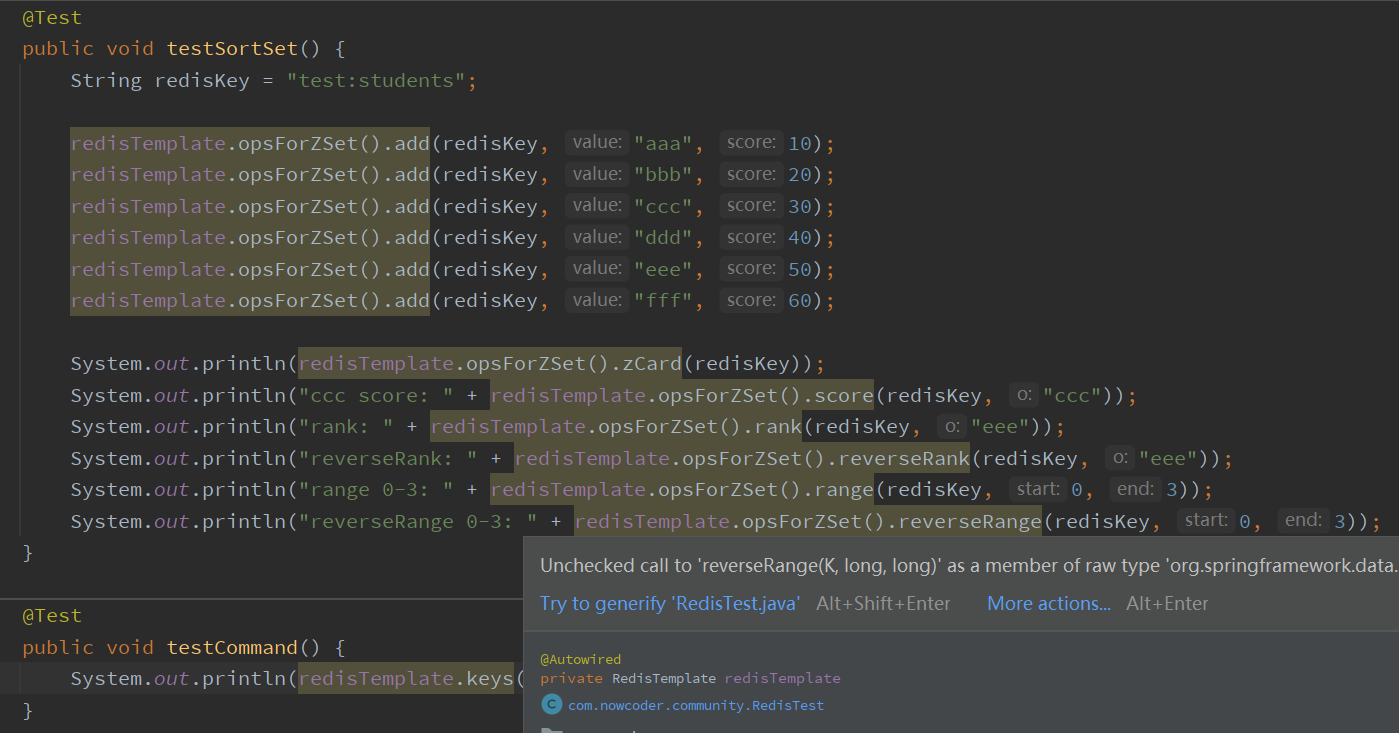 @Test
public void testSortSet() {
String redisKey = "test:students";
redisTemplate.opsForZSet().add(redisKey, value: "aaa", score: 10);
redisTemplate.opsForZSet().add(redisKey, value: "bbb", score: 20);
redisTemplate.opsForZSet().add(redisKey, value: "ccc", score: 30);
redisTemplate.opsForZSet().add(redisKey, value: "ddd", score: 40);
redisTemplate.opsForZSet().add(redisKey, value: "eee", score: 50);
redisTemplate.opsForZSet().add(redisKey, value: "fff", score: 60);
System.out.println(redisTemplate.opsForZSet().zCard(redisKey));
System.out.println("ccc score: " + redisTemplate.opsForZSet().score(redisKey, o: "ccc"));
System.out.println("rank: " + redisTemplate.opsForZSet().rank(redisKey, o: "eee"));
System.out.println("reverseRank: " + redisTemplate.opsForZSet().reverseRank(redisKey, o: "eee"));
System.out.println("range 0-3: " + redisTemplate.opsForZSet().range(redisKey, start: 0, end: 3));
System.out.println("reverseRange 0-3: " + redisTemplate.opsForZSet().reverseRange(redisKey, start: 0, end: 3));
}
Unchecked call to 'reverseRange(K, long, long)' as a member of raw type 'org.springframework.data.
Try to generify 'RedisTest.java' Alt+Shift+Enter More actions... Alt+Enter
@Autowired
private RedisTemplate redisTemplate
C com.nowcoder.community.RedisTest
@Test
public void testCommand() {
System.out.println(redisTemplate.keys(
}